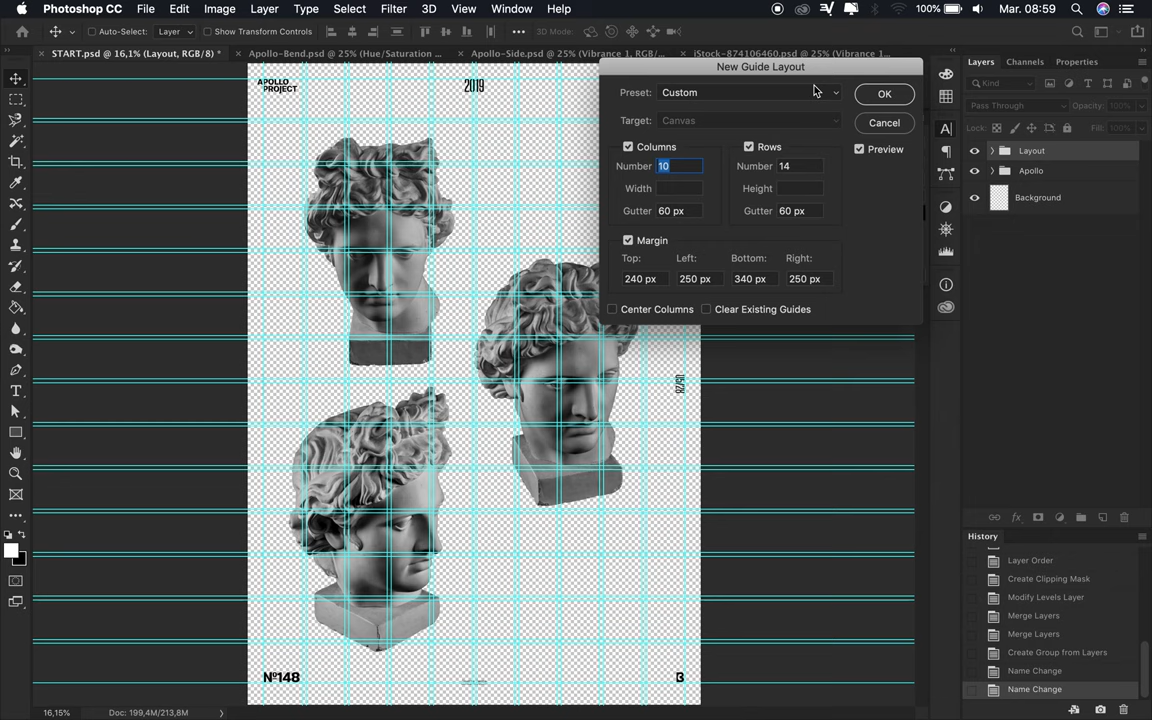 Photoshop CC File Edit Image Layer Type Select Filter 3D View Window Help 100% Mar. 08:59
Auto-Select: Layer Show Transform Controls 3D Mode:
START.psd @ 16,1% (Layout, RGB/8) * Apollo-Bend.psd @ 25% (Hue/Saturation ... Apollo-Side.psd @ 25% (Vibrance 1, RGB/... iStock-874106460.psd @ 25% (Vibrance 1...
APOLLO
PROJECT
2019
Nº148
New Guide Layout
Preset: Custom OK
Target: Canvas Cancel
Columns Rows Preview
Number 10 Number 14
Width Height
Gutter 60 px Gutter 60 px
Margin
Top: Left: Bottom: Right:
240 px 250 px 340 px 250 px
Center Columns Clear Existing Guides
Layers Channels Properties
Kind
Pass Through Opacity: 100%
Lock: Fill: 100%
Layout
Apollo
Background
History
Layer Order
Create Clipping Mask
Modify Levels Layer
Merge Layers
Merge Layers
Create Group from Layers
Name Change
Name Change
16,15% Doc: 199,4M/213,8M